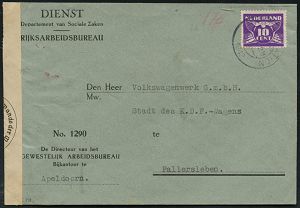 DIENST
Departement van Sociale Zaken
RIJKSARBEIDSBUREAU
NEDERLAND
10
CENT
Den Heer Volkswagenwerk G.m.b.H.
Mw.
Stadt des K.D.F.-Wagens
No. 1290
te
De Directeur van het
GEWESTELIJK ARBEIDSBUREAU
Bijkantoor te
Fallersleben.
Apeldoorn.